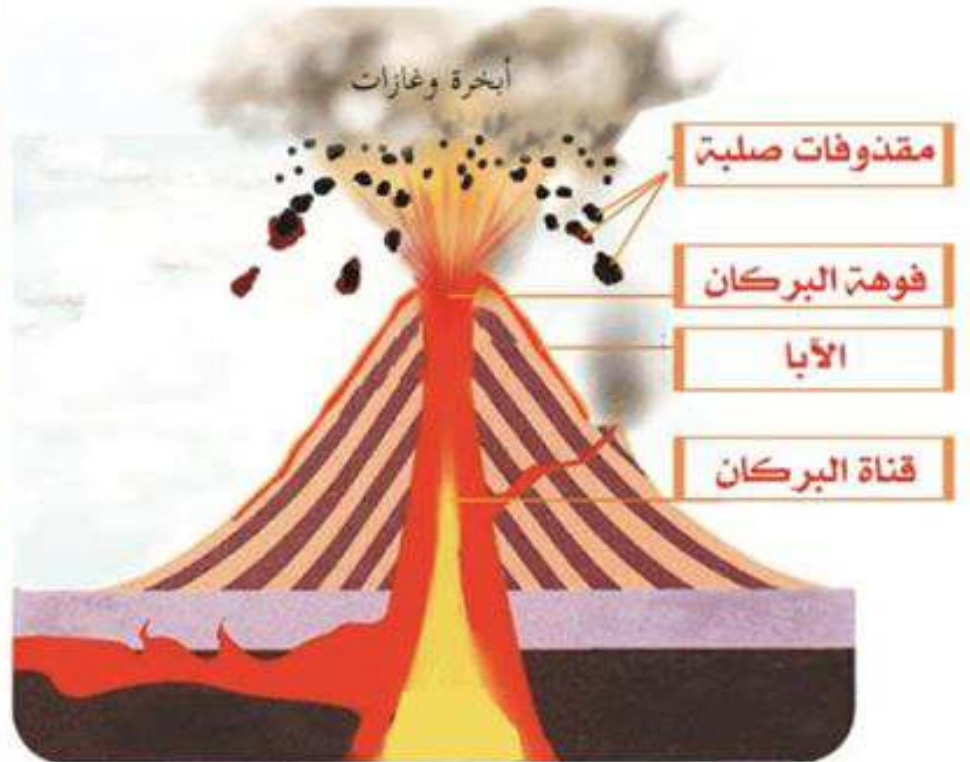 أبخرة وغازات
مقذوفات صلبة
فوهة البركان
الآبا
قناة البركان